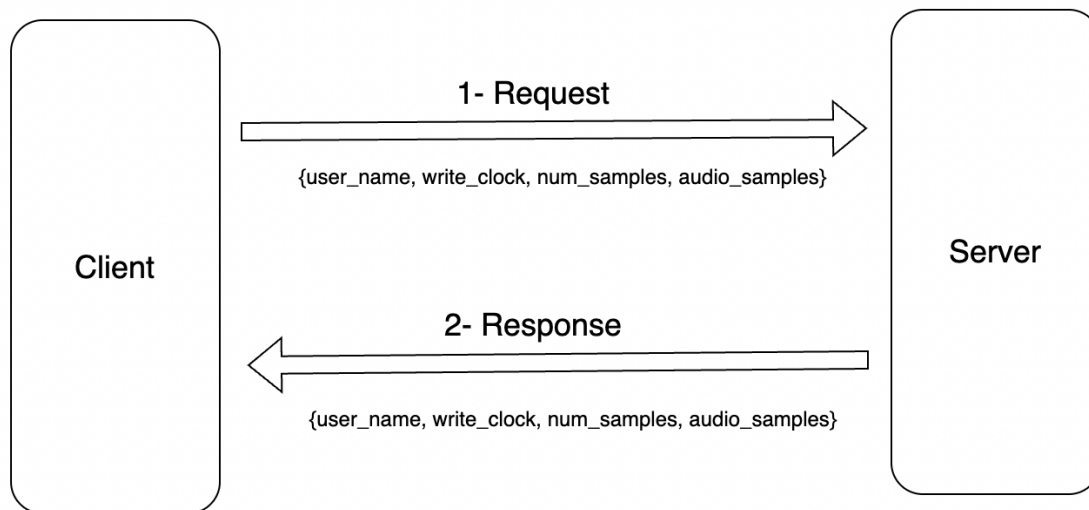 1- Request
{user_name, write_clock, num_samples, audio_samples}
Client
Server
2- Response
{user_name, write_clock, num_samples, audio_samples}